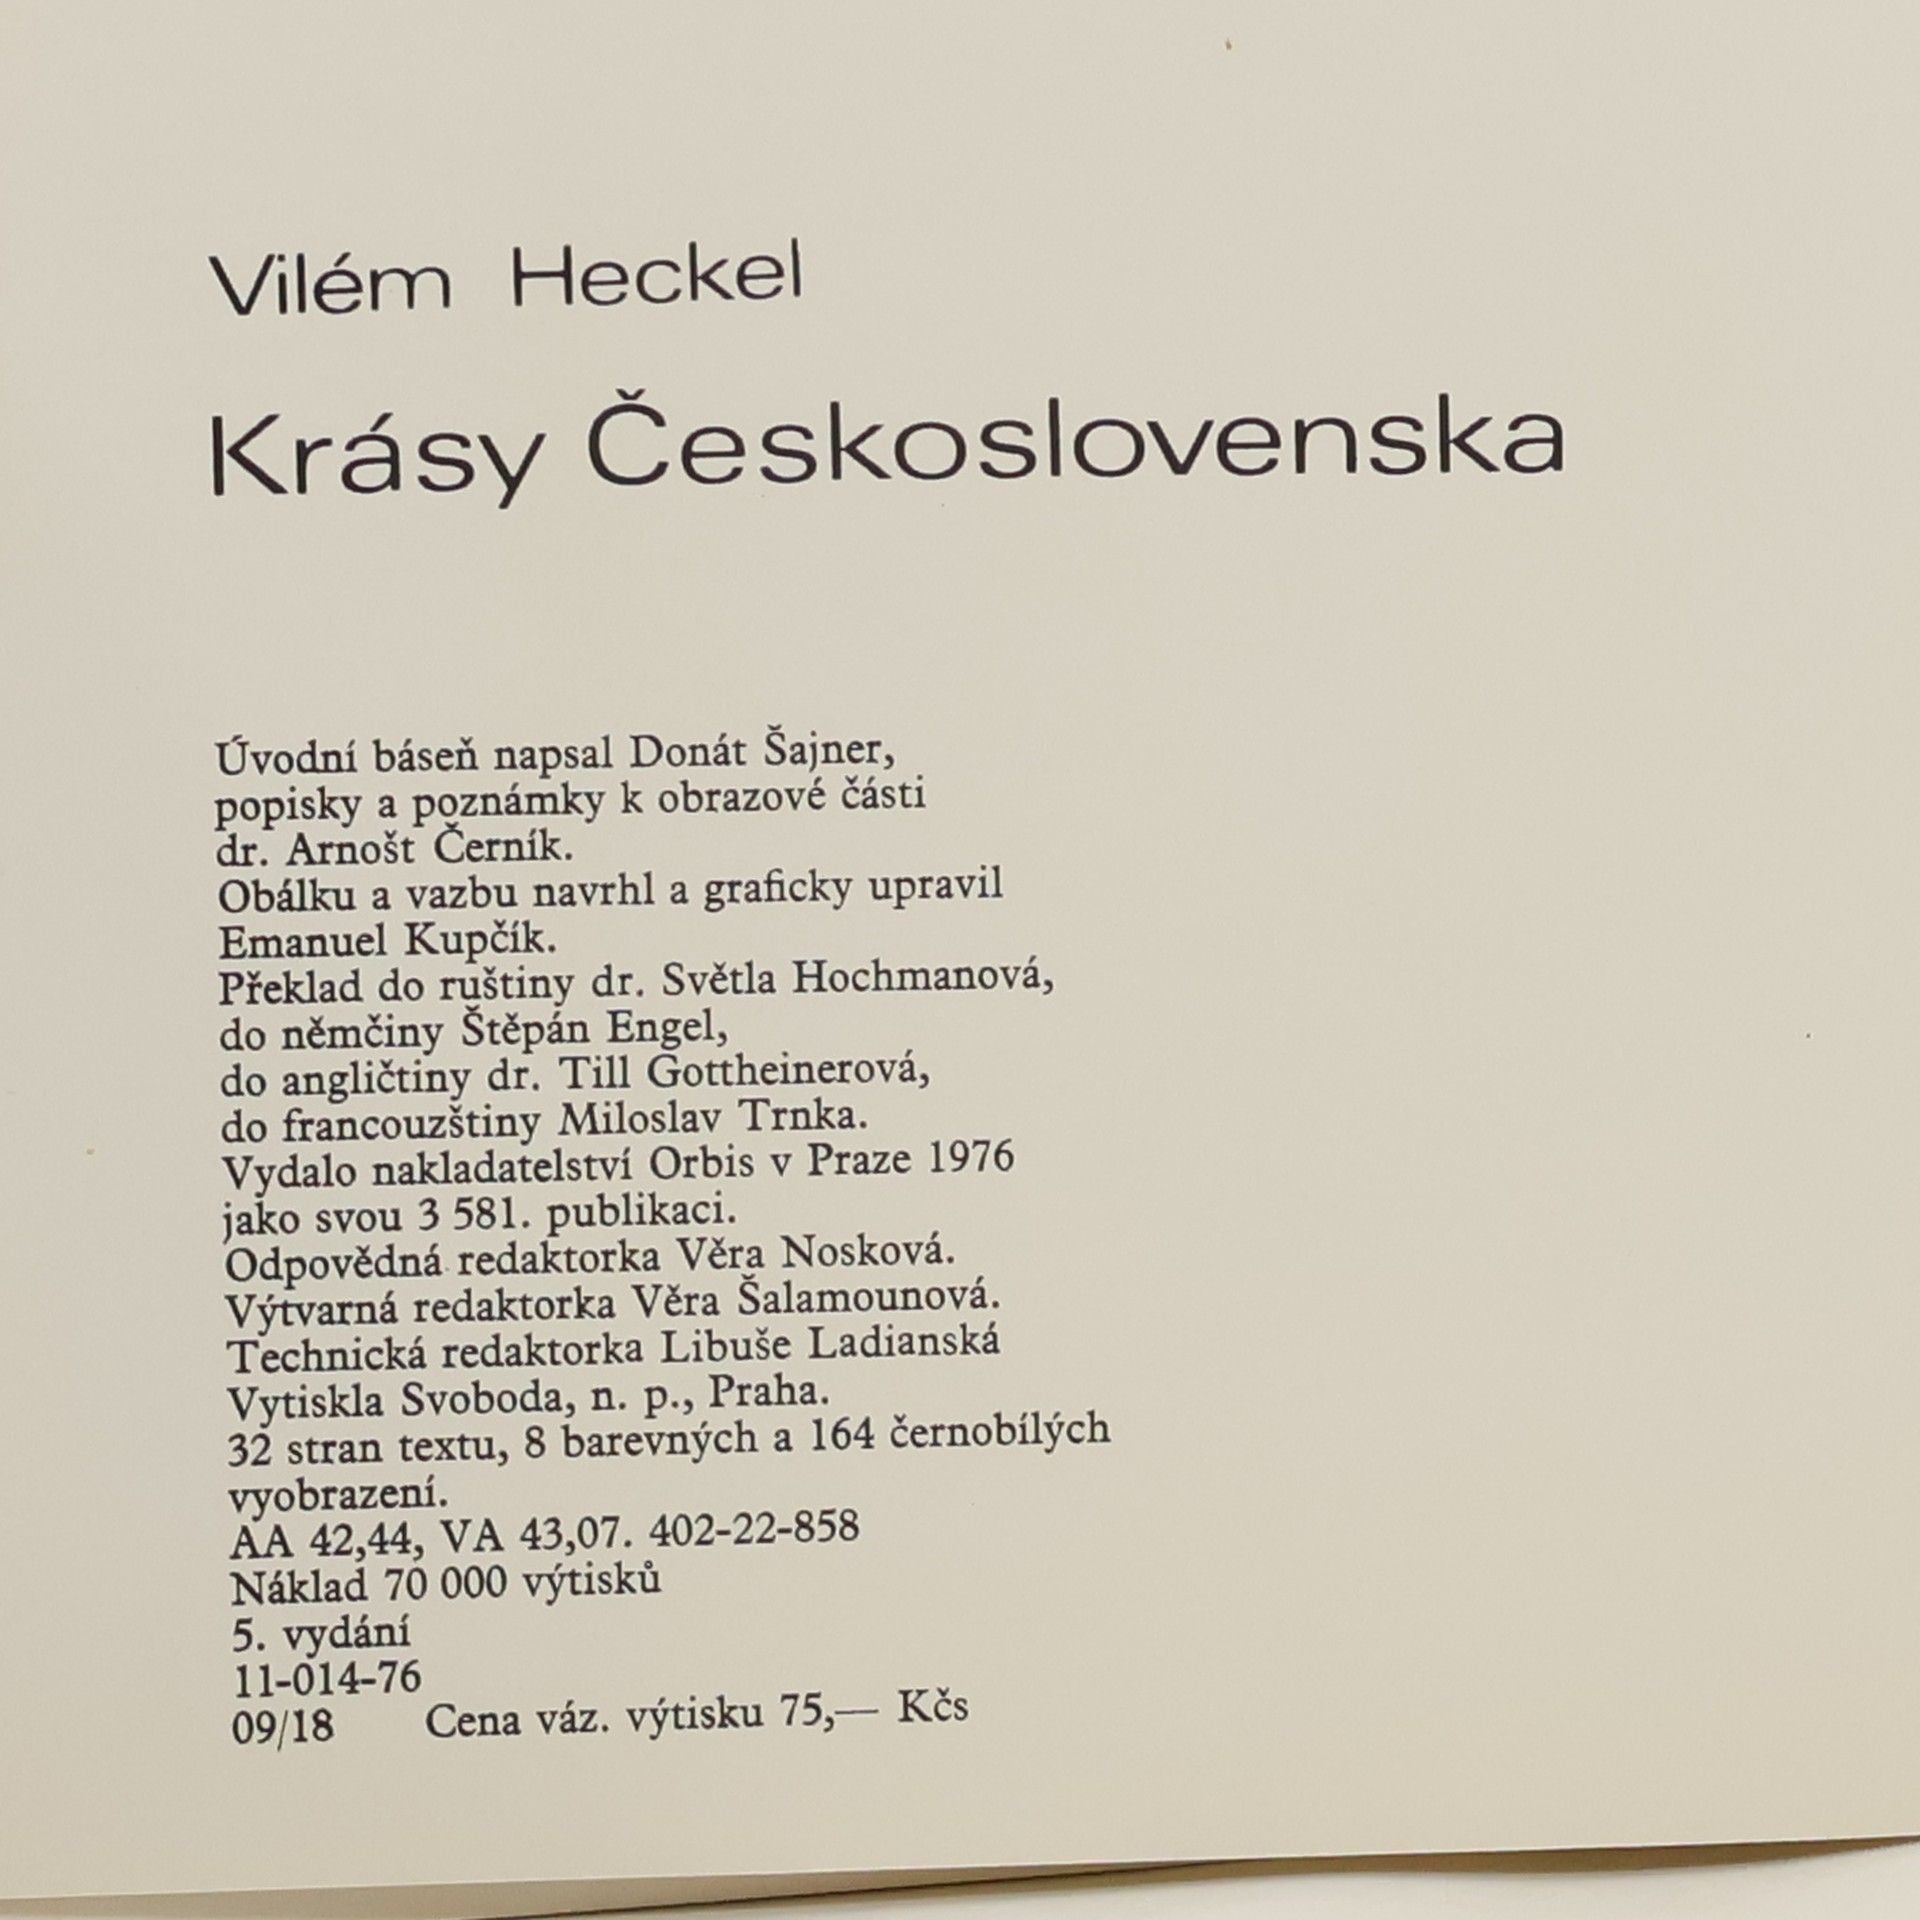 Vilém Heckel
Krásy Československa
Úvodní báseň napsal Donát Šajner,
popisky a poznámky k obrazové části
dr. Arnošt Černík.
Obálku a vazbu navrhl a graficky upravil
Emanuel Kupčík.
Překlad do ruštiny dr. Světla Hochmanová,
do němčiny Štěpán Engel,
do angličtiny dr. Till Gottheinerová,
do francouzštiny Miloslav Trnka.
Vydalo nakladatelství Orbis v Praze 1976
jako svou 3 581. publikaci.
Odpovědná redaktorka Věra Nosková.
Výtvarná redaktorka Věra Šalamounová.
Technická redaktorka Libuše Ladianská
Vytiskla Svoboda, n. p., Praha.
32 stran textu, 8 barevných a 164 černobílých
vyobrazení.
AA 42,44, VA 43,07. 402-22-858
Náklad 70 000 výtisků
5. vydání
11-014-76
09/18 Cena váz. výtisku 75,— Kčs